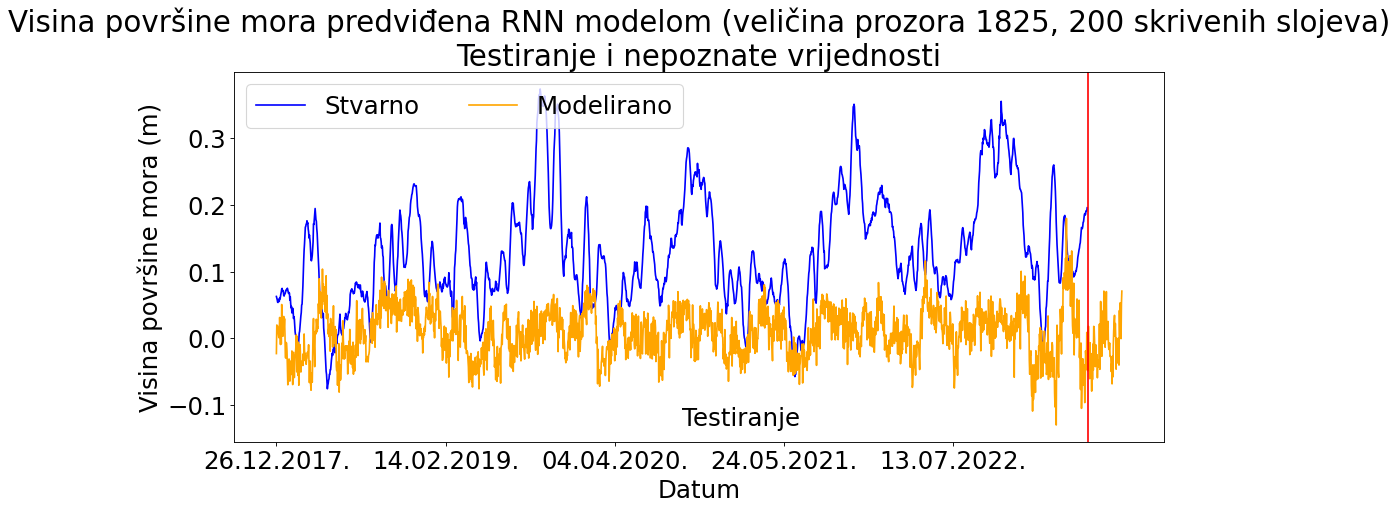 Visina površine mora predviđena RNN modelom (veličina prozora 1825, 200 skrivenih slojeva)
Testiranje i nepoznate vrijednosti
Stvarno
Modelirano
Visina površine mora (m)
0.3
0.2
0.1
0.0
−0.1
Testiranje
26.12.2017.
14.02.2019.
04.04.2020.
24.05.2021.
13.07.2022.
Datum